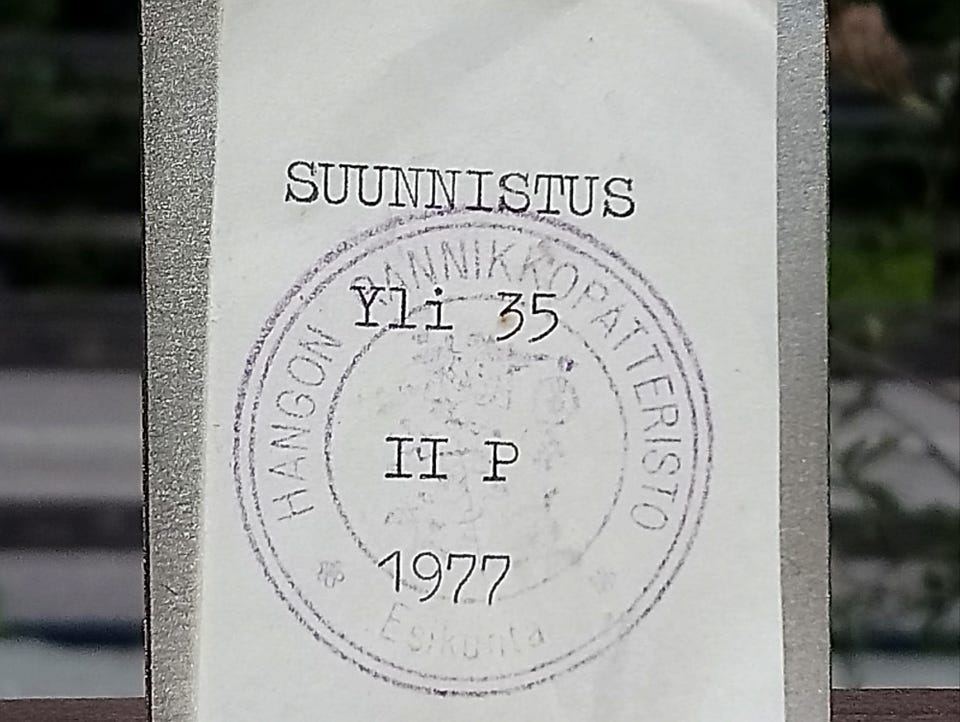 SUUNNISTUS
Yli 35
II P
1977
HANGON RANNIKKOPATTERISTO
Esikunta